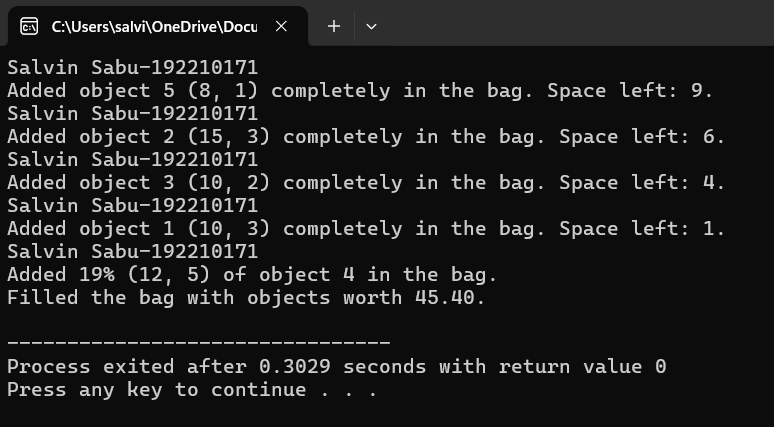 C:\Users\salvi\OneDrive\Docu
Salvin Sabu-192210171
Added object 5 (8, 1) completely in the bag. Space left: 9.
Salvin Sabu-192210171
Added object 2 (15, 3) completely in the bag. Space left: 6.
Salvin Sabu-192210171
Added object 3 (10, 2) completely in the bag. Space left: 4.
Salvin Sabu-192210171
Added object 1 (10, 3) completely in the bag. Space left: 1.
Salvin Sabu-192210171
Added 19% (12, 5) of object 4 in the bag.
Filled the bag with objects worth 45.40.
--------------------------------
Process exited after 0.3029 seconds with return value 0
Press any key to continue . . .